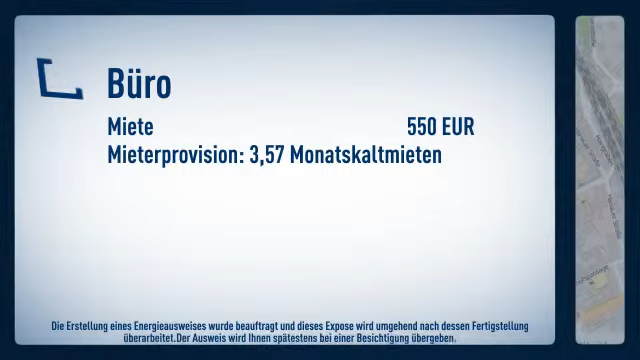 Büro
Miete 550 EUR
Mieterprovision: 3,57 Monatskaltmieten
Die Erstellung eines Energieausweises wurde beauftragt und dieses Expose wird umgehend nach dessen Fertigstellung
überarbeitet.Der Ausweis wird Ihnen spätestens bei einer Besichtigung übergeben.